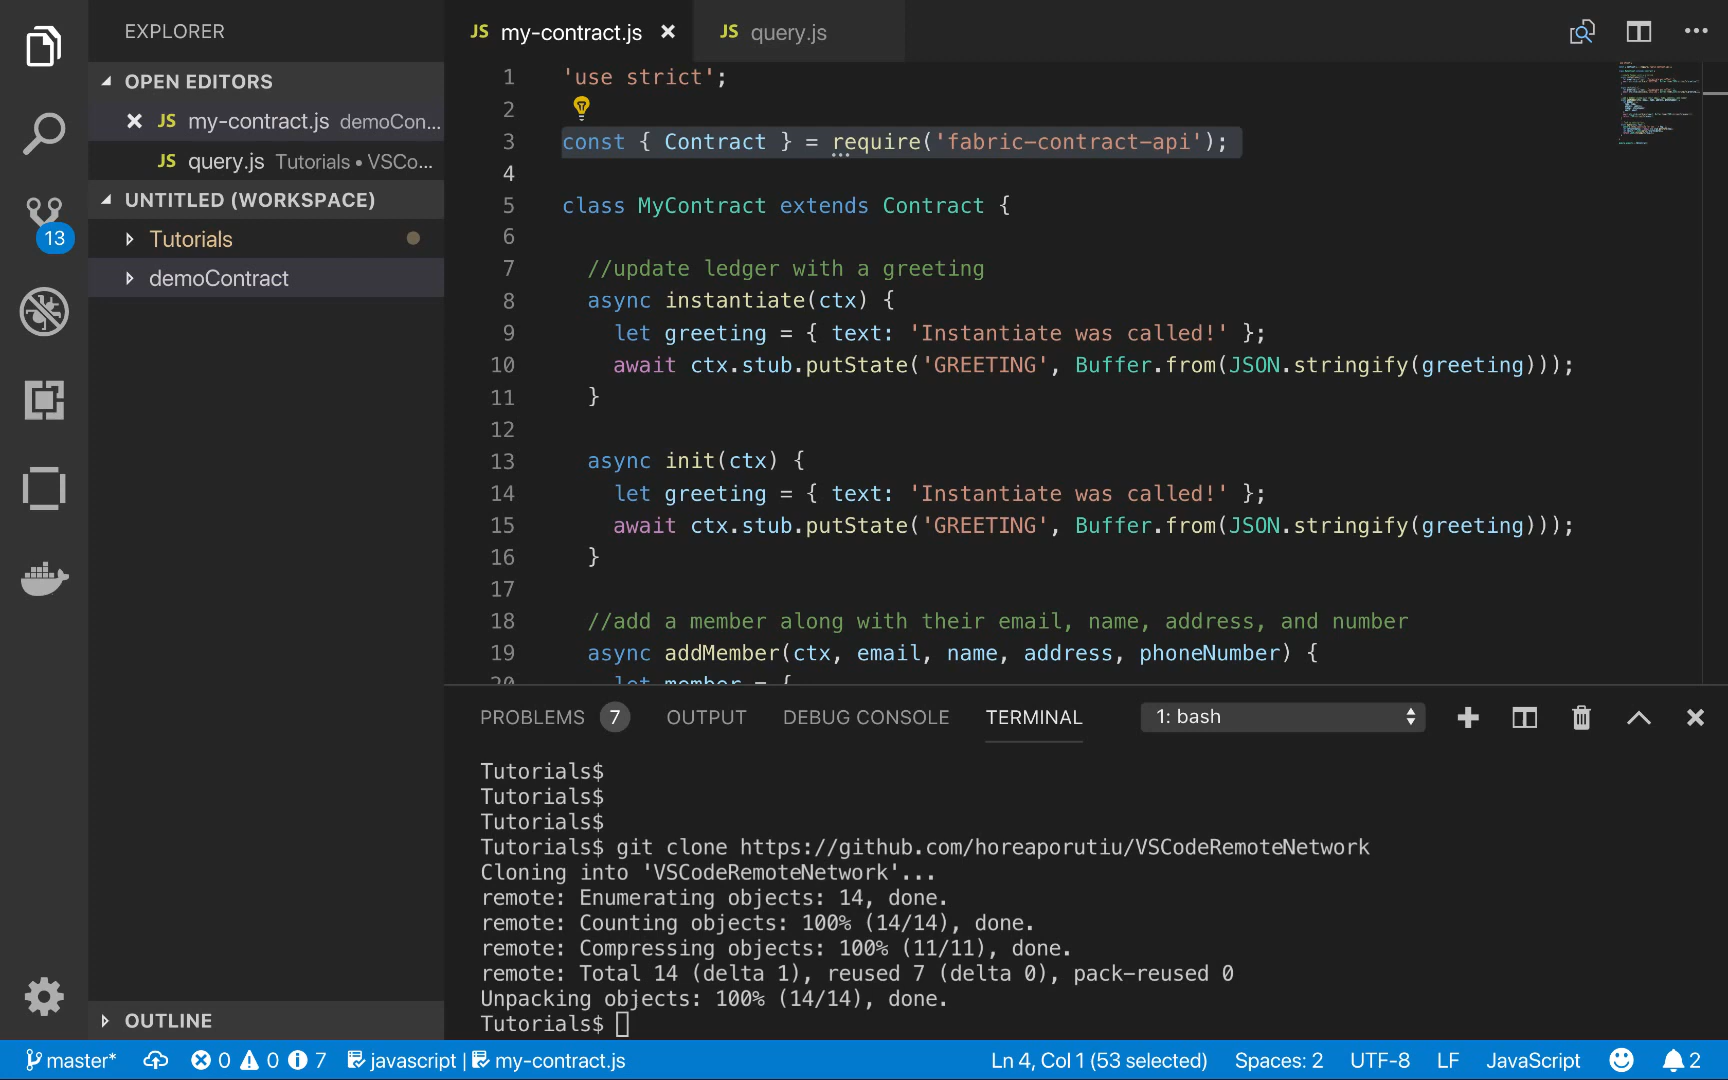 EXPLORER
OPEN EDITORS
JS my-contract.js demoCon...
JS query.js Tutorials • VSCo...
UNTITLED (WORKSPACE)
Tutorials
demoContract
13
OUTLINE
JS my-contract.js
JS query.js
1 'use strict';
2
3 const { Contract } = require('fabric-contract-api');
4
5 class MyContract extends Contract {
6
7 //update ledger with a greeting
8 async instantiate(ctx) {
9 let greeting = { text: 'Instantiate was called!' };
10 await ctx.stub.putState('GREETING', Buffer.from(JSON.stringify(greeting)));
11 }
12
13 async init(ctx) {
14 let greeting = { text: 'Instantiate was called!' };
15 await ctx.stub.putState('GREETING', Buffer.from(JSON.stringify(greeting)));
16 }
17
18 //add a member along with their email, name, address, and number
19 async addMember(ctx, email, name, address, phoneNumber) {
20 let member = {
PROBLEMS 7 OUTPUT DEBUG CONSOLE TERMINAL 1: bash
Tutorials$
Tutorials$
Tutorials$
Tutorials$ git clone https://github.com/horeaporutiu/VSCodeRemoteNetwork
Cloning into 'VSCodeRemoteNetwork'...
remote: Enumerating objects: 14, done.
remote: Counting objects: 100% (14/14), done.
remote: Compressing objects: 100% (11/11), done.
remote: Total 14 (delta 1), reused 7 (delta 0), pack-reused 0
Unpacking objects: 100% (14/14), done.
Tutorials$
master* 0 0 7 javascript | my-contract.js Ln 4, Col 1 (53 selected) Spaces: 2 UTF-8 LF JavaScript 2